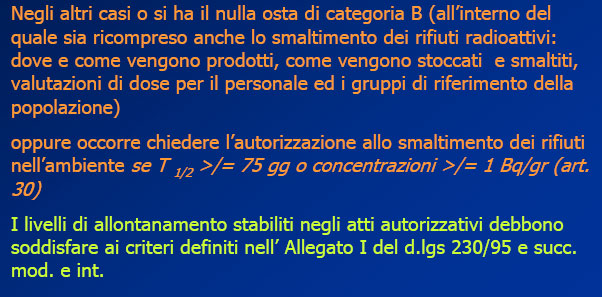 Negli altri casi o si ha il nulla osta di categoria B (all’interno del
quale sia ricompreso anche lo smaltimento dei rifiuti radioattivi:
dove e come vengono prodotti, come vengono stoccati e smaltiti,
valutazioni di dose per il personale ed i gruppi di riferimento della
popolazione)
oppure occorre chiedere l’autorizzazione allo smaltimento dei rifiuti
nell’ambiente se T 1/2 >/= 75 gg o concentrazioni >/= 1 Bq/gr (art.
30)
I livelli di allontanamento stabiliti negli atti autorizzativi debbono
soddisfare ai criteri definiti nell’ Allegato I del d.lgs 230/95 e succ.
mod. e int.